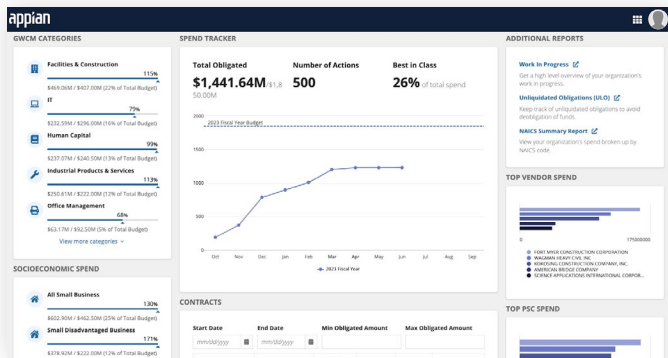 appian
GWCM CATEGORIES
Facilities & Construction
115%
$469.06M / $407.00M (22% of Total Budget)
IT
79%
$232.59M / $296.00M (16% of Total Budget)
Human Capital
99%
$237.07M / $240.50M (13% of Total Budget)
Industrial Products & Services
113%
$250.61M / $222.00M (12% of Total Budget)
Office Management
68%
$63.17M / $92.50M (5% of Total Budget)
View more categories
SOCIOECONOMIC SPEND
All Small Business
130%
$602.90M / $462.50M (25% of Total Budget)
Small Disadvantaged Business
171%
$378.92M / $222.00M (12% of Total Budget)
SPEND TRACKER
Total Obligated
$1,441.64M/$1,8
50.00M
Number of Actions
500
Best in Class
26% of total spend
2000
2023 Fiscal Year Budget
1500
1000
500
0
Oct Nov Dec Jan Feb Mar Apr May Jun Jul Aug Sep
2023 Fiscal Year
CONTRACTS
Start Date End Date Min Obligated Amount Max Obligated Amount
mm/dd/yyyy mm/dd/yyyy
ADDITIONAL REPORTS
Work In Progress
Get a high level overview of your organization's
work in progress.
Unliquidated Obligations (ULO)
Keep track of unliquidated obligations to avoid
deobligation of funds.
NAICS Summary Report
View your organization's spend broken up by
NAICS code.
TOP VENDOR SPEND
0 175000000
FORT MYER CONSTRUCTION CORPORATION
WAGMAN HEAVY CIVIL INC
KOKOSING CONSTRUCTION COMPANY, INC.
AMERICAN BRIDGE COMPANY
SCIENCE APPLICATIONS INTERNATIONAL CORPOR...
TOP PSC SPEND